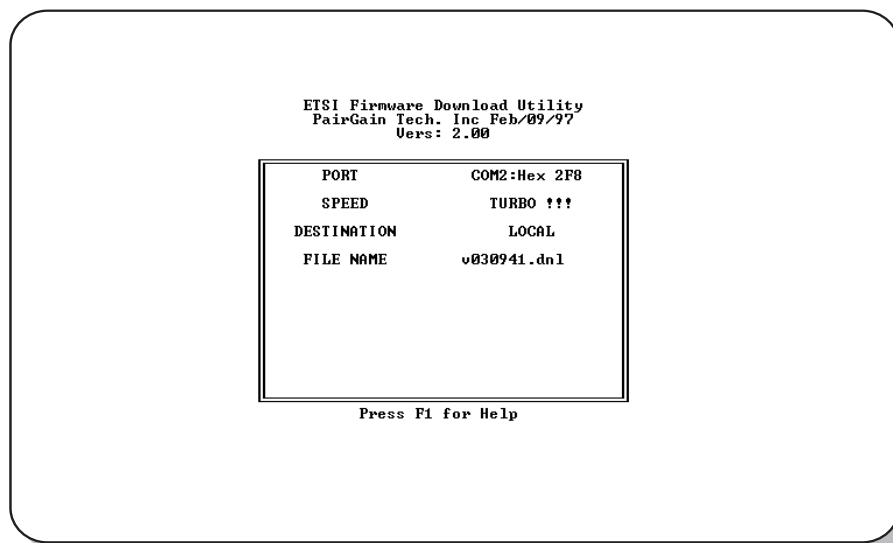 ETSI Firmware Download Utility
PairGain Tech. Inc Feb/09/97
Vers: 2.00
PORT COM2:Hex 2F8
SPEED TURBO !!!
DESTINATION LOCAL
FILE NAME v030941.dnl
Press F1 for Help